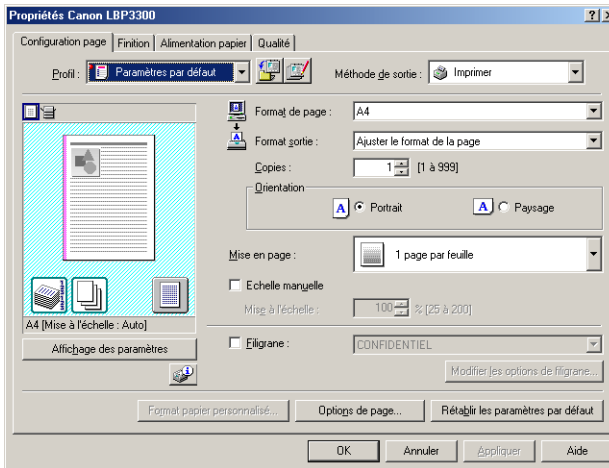 Propriétés Canon LBP3300
Configuration page Finition Alimentation papier Qualité
Profil : Paramètres par défaut Méthode de sortie : Imprimer
Format de page : A4
Format sortie : Ajuster le format de la page
Copies : 1 [1 à 999]
Orientation
A Portrait A Paysage
Mise en page : 1 page par feuille
Echelle manuelle
Mise à l'échelle : 100 % [25 à 200]
A4 [Mise à l'échelle : Auto]
Affichage des paramètres
Filigrane : CONFIDENTIEL
Modifier les options de filigrane...
Format papier personnalisé... Options de page... Rétablir les paramètres par défaut
OK Annuler Appliquer Aide